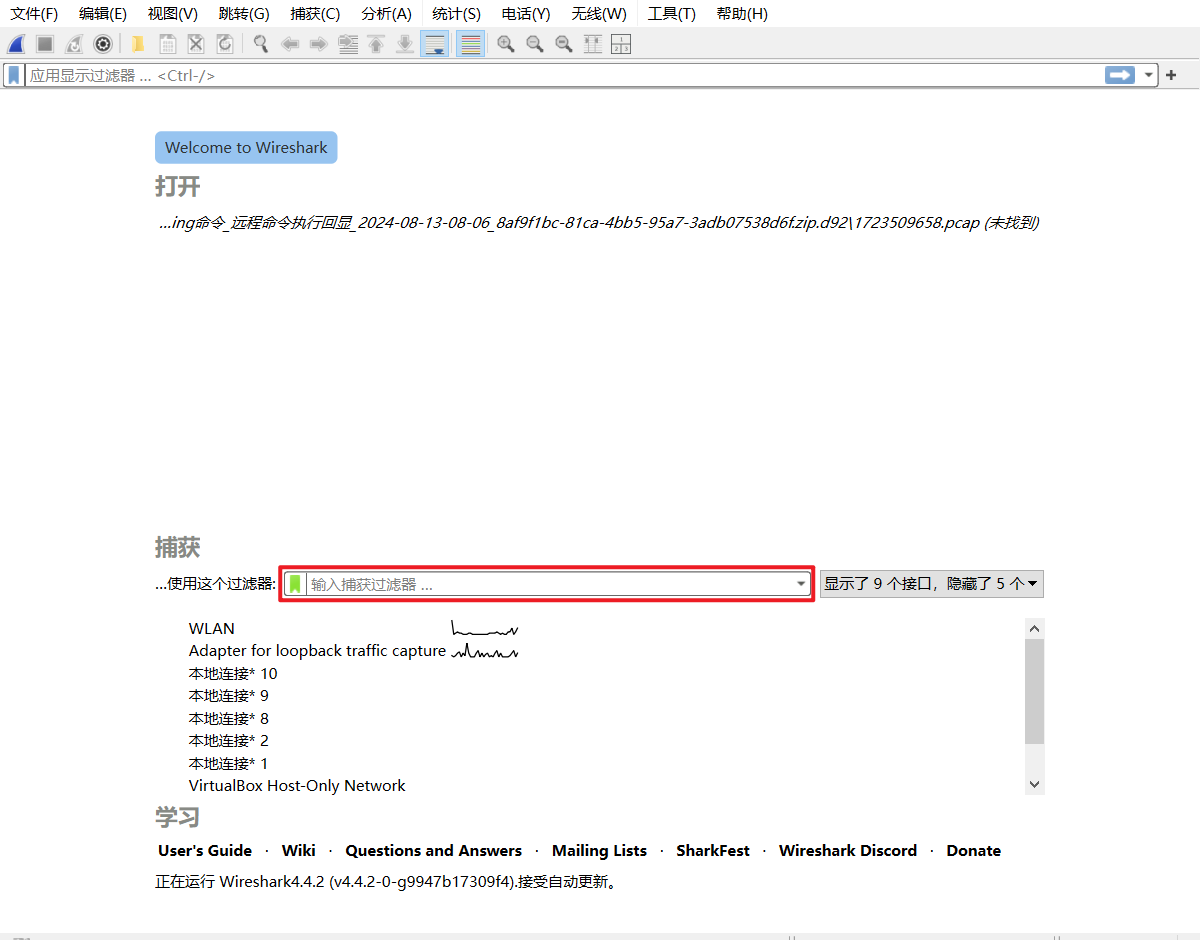 文件(F) 编辑(E) 视图(V) 跳转(G) 捕获(C) 分析(A) 统计(S) 电话(Y) 无线(W) 工具(T) 帮助(H)
应用显示过滤器 … <Ctrl-/>
Welcome to Wireshark
打开
...ing命令_远程命令执行回显_2024-08-13-08-06_8af9f1bc-81ca-4bb5-95a7-3adb07538d6f.zip.d92\1723509658.pcap (未找到)
捕获
...使用这个过滤器: 输入捕获过滤器 … 显示了 9 个接口，隐藏了 5 个
WLAN
Adapter for loopback traffic capture
本地连接* 10
本地连接* 9
本地连接* 8
本地连接* 2
本地连接* 1
VirtualBox Host-Only Network
学习
User's Guide · Wiki · Questions and Answers · Mailing Lists · SharkFest · Wireshark Discord · Donate
正在运行 Wireshark4.4.2 (v4.4.2-0-g9947b17309f4).接受自动更新。